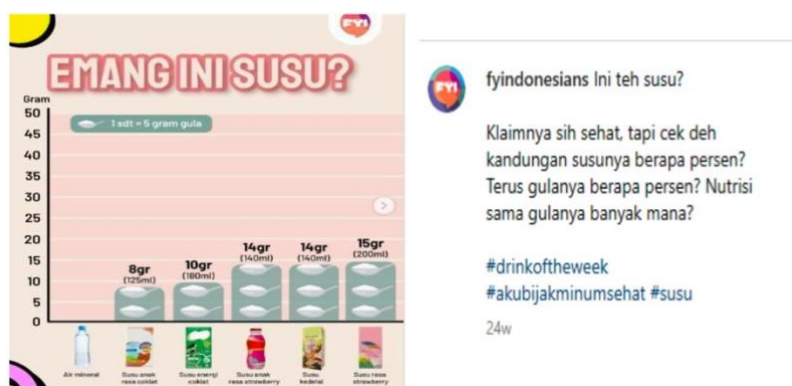 FYI
EMANG INI SUSU?
Gram
1 sdt = 5 gram gula
50
45
40
35
30
25
20
15
10
5
0
8gr
(125ml)
10gr
(180ml)
14gr
(140ml)
14gr
(140ml)
15gr
(200ml)
Air mineral
Susu anak
rasa coklat
Susu energi
coklat
Susu anak
rasa strawberry
Susu
kedelai
Susu rasa
strawberry
FYI
fyindonesians Ini teh susu?
Klaimnya sih sehat, tapi cek deh
kandungan susunya berapa persen?
Terus gulanya berapa persen? Nutrisi
sama gulanya banyak mana?
#drinkoftheweek
#akubijakminumsehat #susu
24w